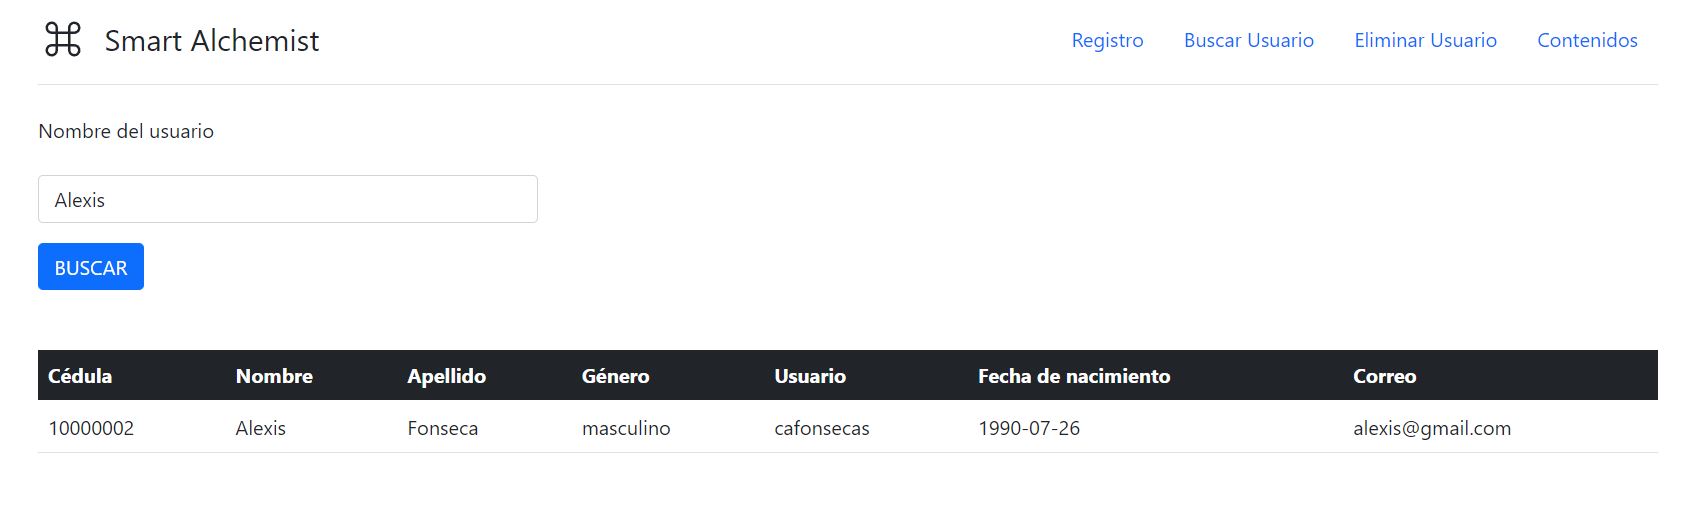 Smart Alchemist Registro Buscar Usuario Eliminar Usuario Contenidos
Nombre del usuario
Alexis
BUSCAR
Cédula Nombre Apellido Género Usuario Fecha de nacimiento Correo
10000002 Alexis Fonseca masculino cafonsecas 1990-07-26 alexis@gmail.com